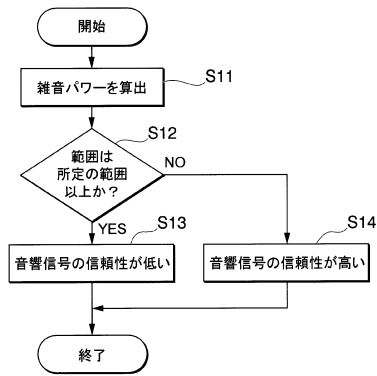 開始
S11
雑音パワーを算出
S12
範囲は
所定の範囲
以上か？
NO
YES
S13
音響信号の信頼性が低い
S14
音響信号の信頼性が高い
終了